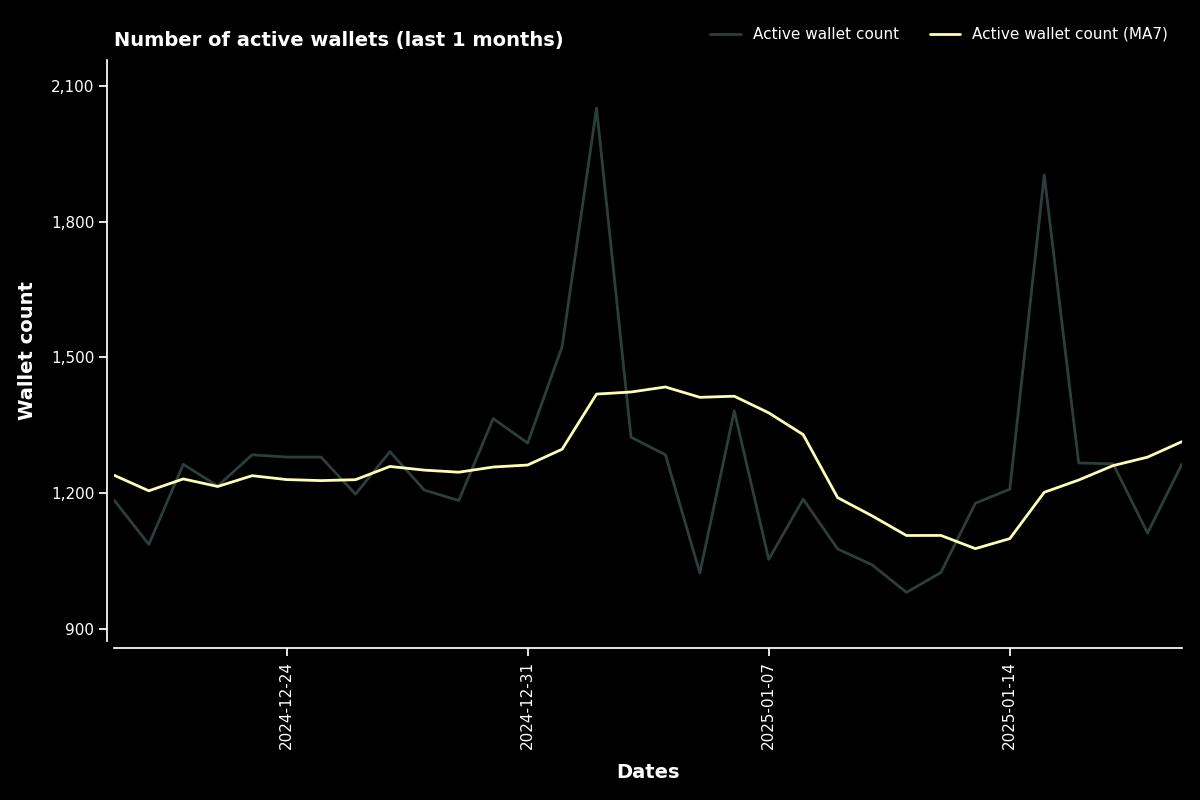 Number of active wallets (last 1 months)
Active wallet count
Active wallet count (MA7)
2,100
1,800
1,500
1,200
900
Wallet count
2024-12-24
2024-12-31
2025-01-07
2025-01-14
Dates